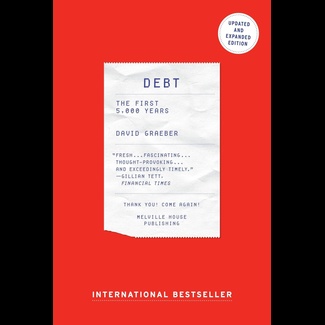 UPDATED
AND
EXPANDED
EDITION
DEBT
THE FIRST
5,000 YEARS
DAVID GRAEBER
"FRESH...FASCINATING...
THOUGHT-PROVOKING...
AND EXCEEDINGLY TIMELY."
—GILLIAN TETT,
FINANCIAL TIMES
THANK YOU! COME AGAIN!
MELVILLE HOUSE
PUBLISHING
INTERNATIONAL BESTSELLER